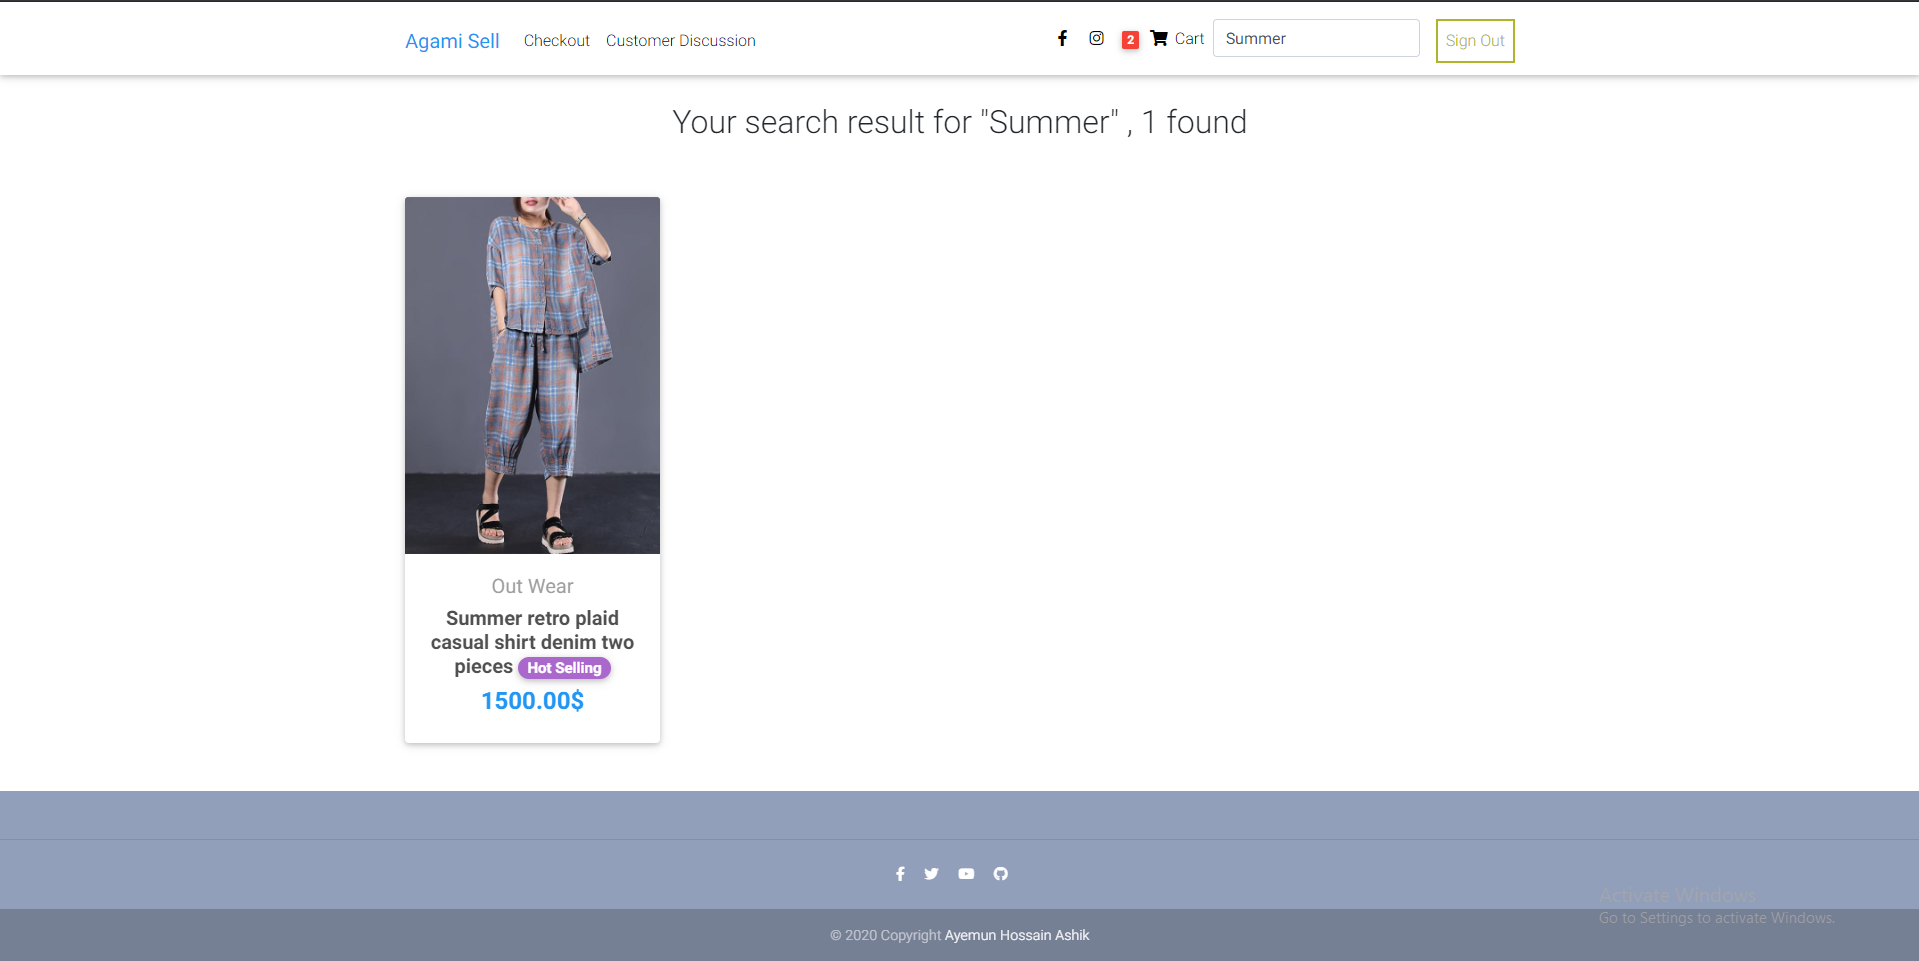 Agami Sell
Checkout
Customer Discussion
2
Cart
Summer
Sign Out
Your search result for "Summer" , 1 found
Out Wear
Summer retro plaid
casual shirt denim two
pieces Hot Selling
1500.00$
Activate Windows
Go to Settings to activate Windows.
© 2020 Copyright Ayemun Hossain Ashik